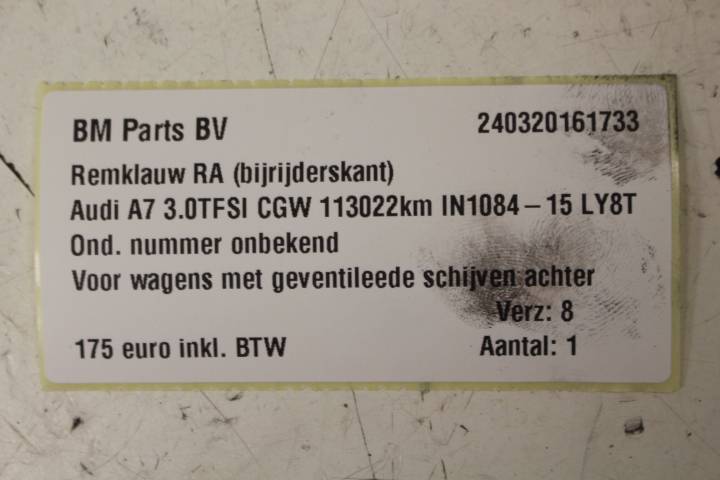 BM Parts BV 240320161733
Remklauw RA (bijrijderskant)
Audi A7 3.0TFSI CGW 113022km IN1084-15 LY8T
Ond. nummer onbekend
Voor wagens met geventileede schijven achter
Verz: 8
175 euro inkl. BTW Aantal: 1